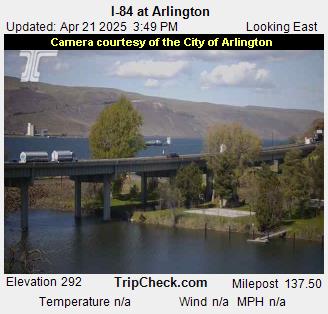 I-84 at Arlington
Updated: Apr 21 2025 3:49 PM Looking East
Camera courtesy of the City of Arlington
Elevation 292 TripCheck.com Milepost 137.50
Temperature n/a Wind n/a MPH n/a